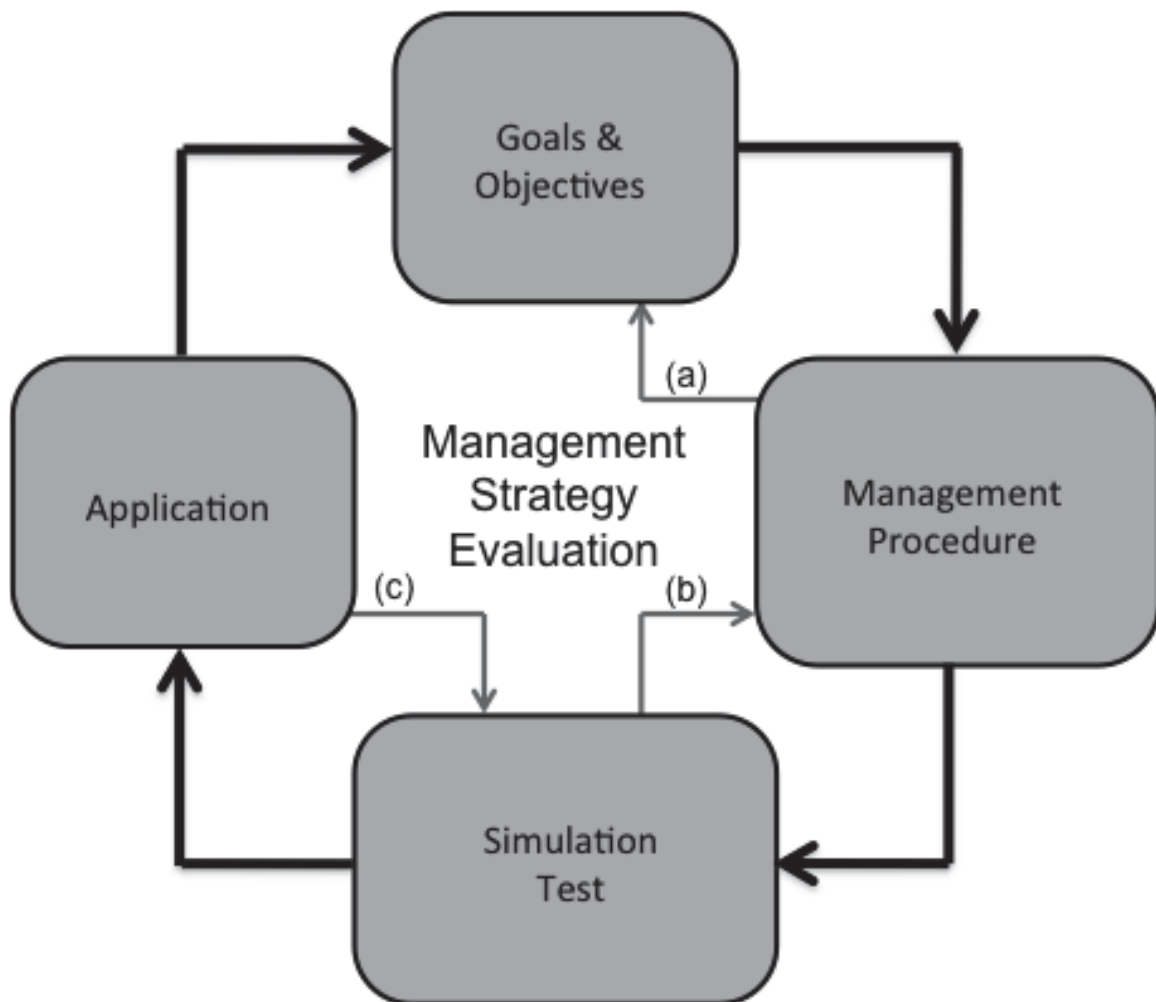 Goals &
Objectives
(a)
Management
Strategy
Evaluation
Management
Procedure
Application
(c)
(b)
Simulation
Test